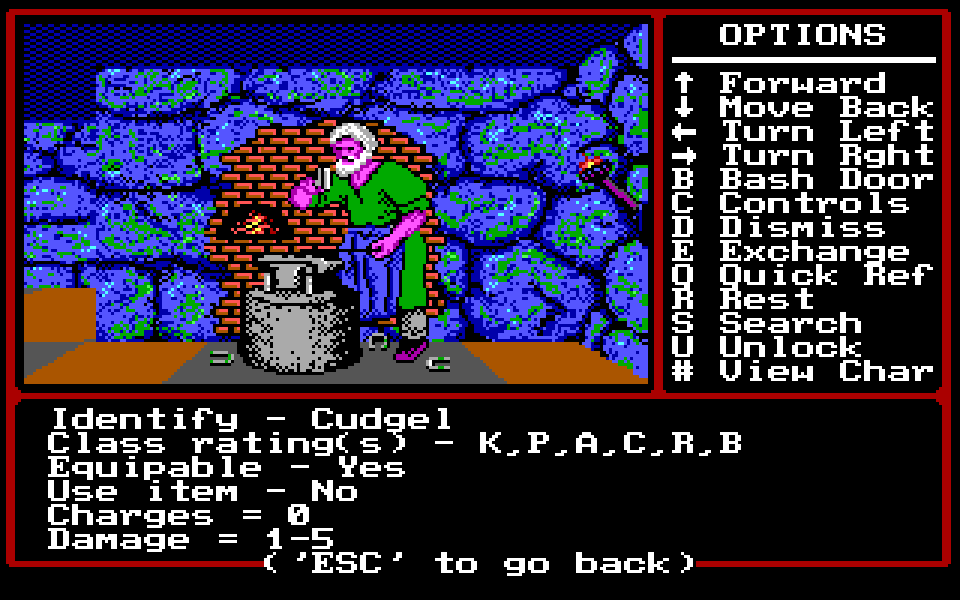 OPTIONS
↑ Forward
↓ Move Back
← Turn Left
→ Turn Rght
B Bash Door
C Controls
D Dismiss
E Exchange
Q Quick Ref
R Rest
S Search
U Unlock
# View Char
Identify - Cudgel
Class rating(s) - K,P,A,C,R,B
Equipable - Yes
Use item - No
Charges = 0
Damage = 1-5
('ESC' to go back)